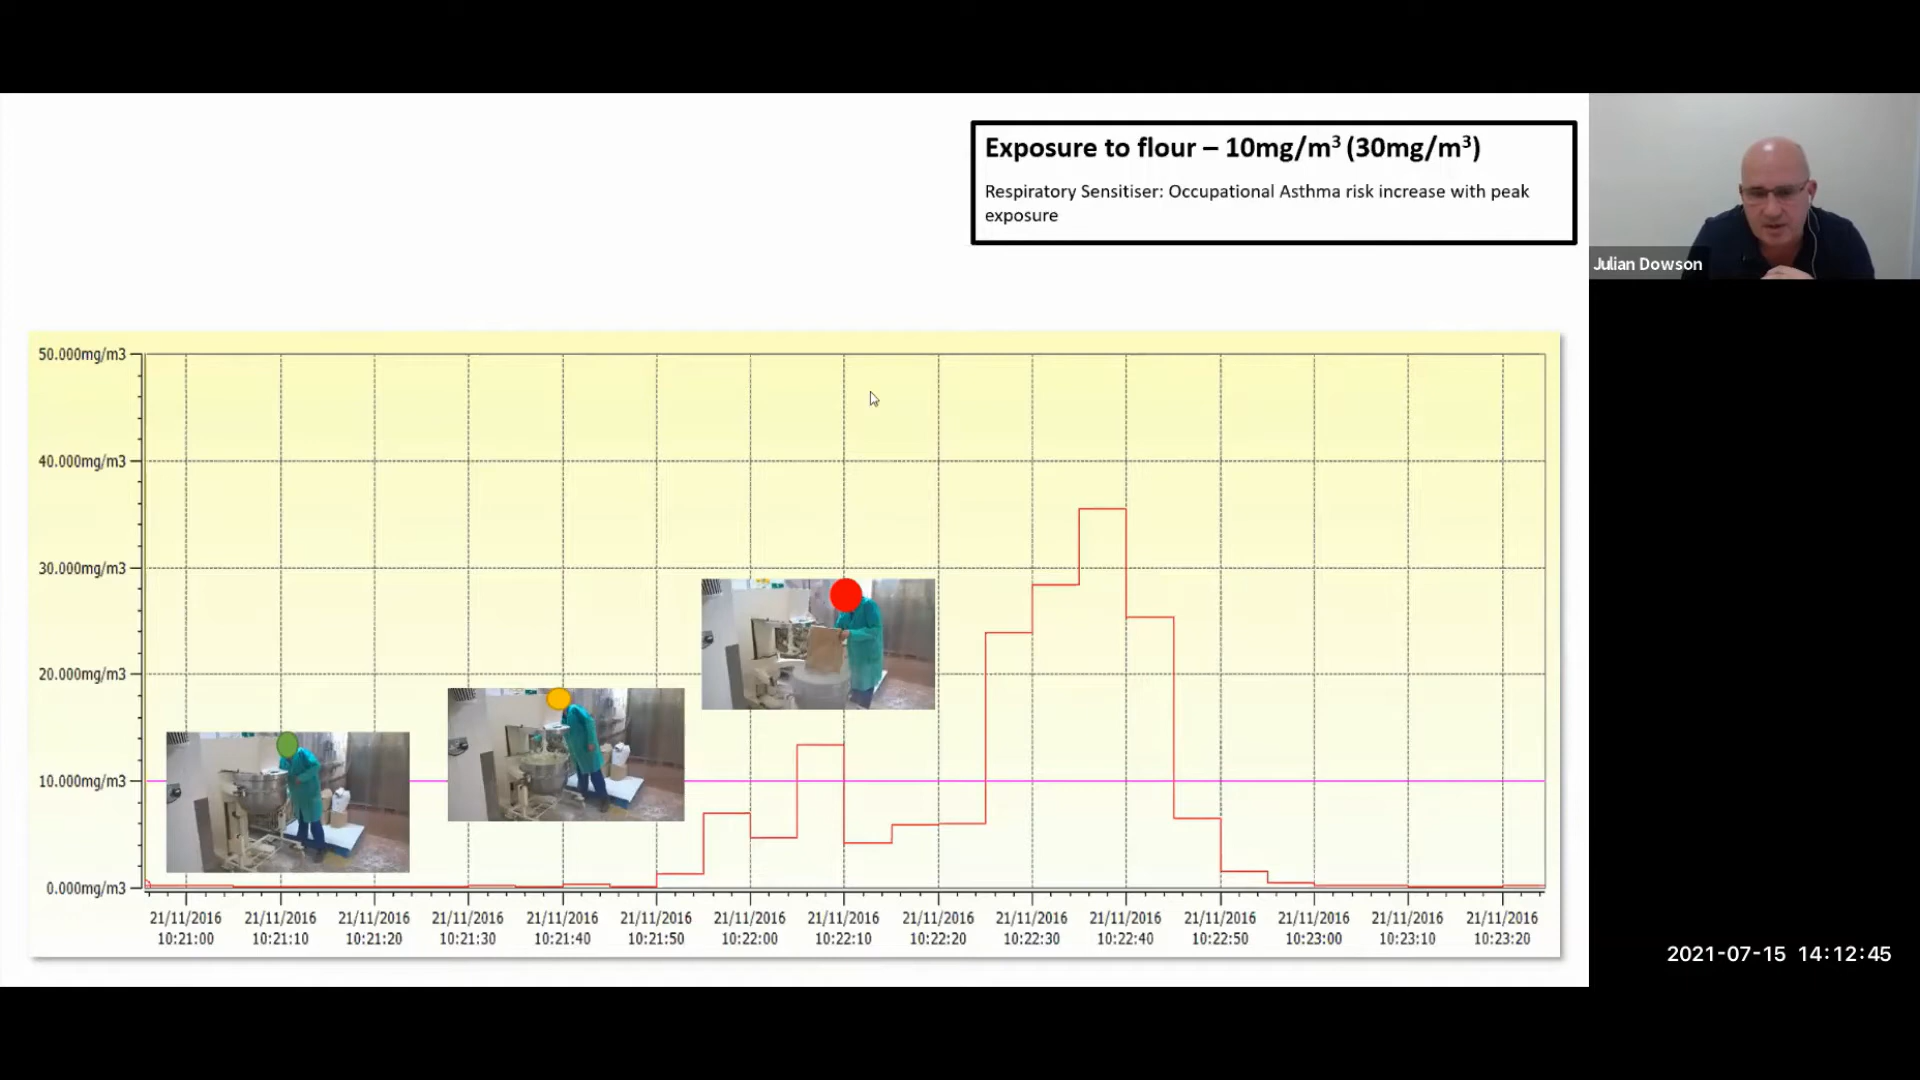 Exposure to flour – 10mg/m³ (30mg/m³)
Respiratory Sensitiser: Occupational Asthma risk increase with peak
exposure
Julian Dowson
50.000mg/m3
40.000mg/m3
30.000mg/m3
20.000mg/m3
10.000mg/m3
0.000mg/m3
21/11/2016 21/11/2016 21/11/2016 21/11/2016 21/11/2016 21/11/2016 21/11/2016 21/11/2016 21/11/2016 21/11/2016 21/11/2016 21/11/2016 21/11/2016 21/11/2016 21/11/2016
10:21:00 10:21:10 10:21:20 10:21:30 10:21:40 10:21:50 10:22:00 10:22:10 10:22:20 10:22:30 10:22:40 10:22:50 10:23:00 10:23:10 10:23:20
2021-07-15 14:12:45